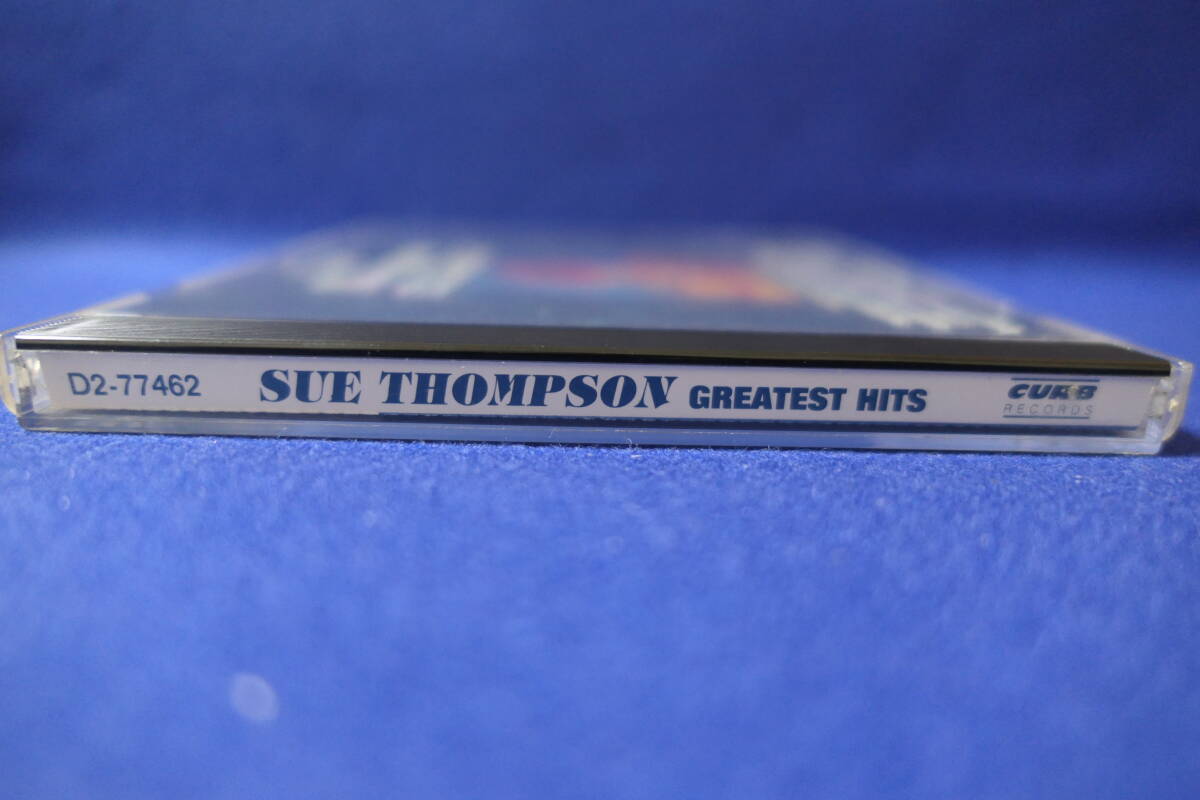 D2-77462 SUE THOMPSON GREATEST HITS CURB
RECORDS